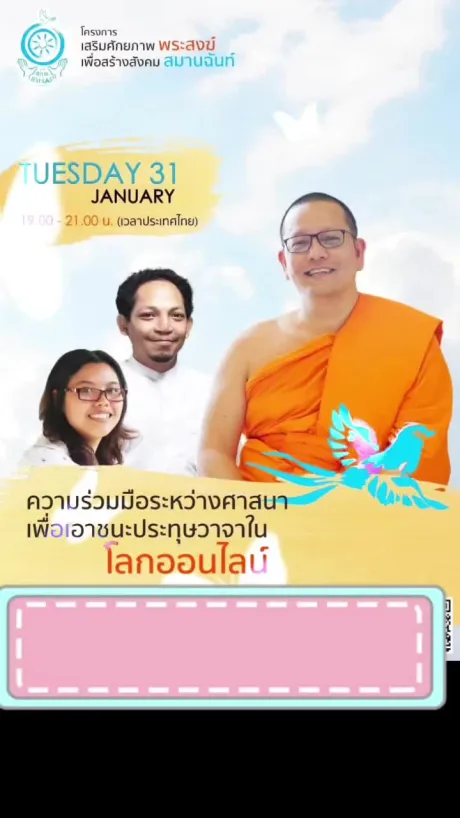 โครงการ
เสริมศักยภาพ พระสงฆ์
เพื่อสร้างสังคม สมานฉันท์
TUESDAY 31
JANUARY
19.00 - 21.00 น. (เวลาประเทศไทย)
ความร่วมมือระหว่างศาสนา
เพื่อเอาชนะประทุษวาจาใน
โลกออนไลน์